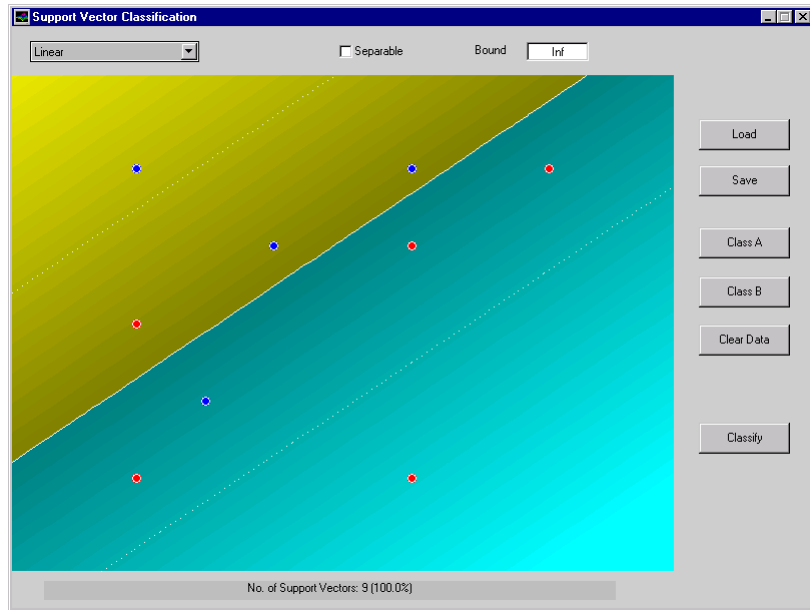 Support Vector Classification
Linear
Separable
Bound
Inf
Load
Save
Class A
Class B
Clear Data
Classify
No. of Support Vectors: 9 (100.0%)